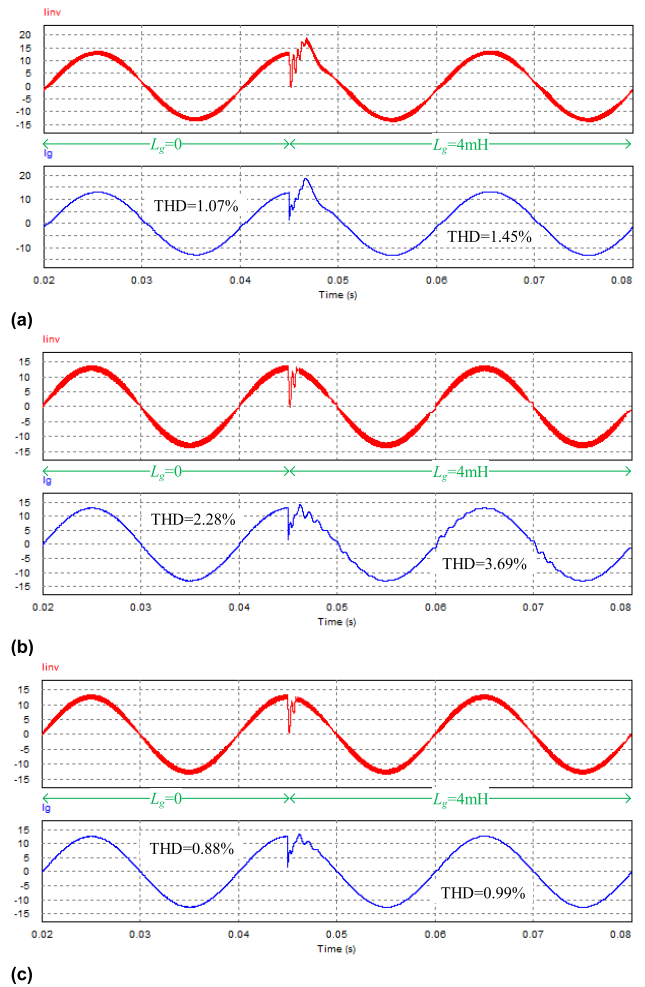 Iinv
20
15
10
5
0
-5
-10
-15
Lg=0 Lg=4mH
Ig
20
10
0
-10
THD=1.07%
THD=1.45%
0.02 0.03 0.04 0.05 0.06 0.07 0.08
Time (s)
(a)
Iinv
15
10
5
0
-5
-10
-15
Lg=0 Lg=4mH
Ig
15
10
5
0
-5
-10
-15
THD=2.28%
THD=3.69%
0.02 0.03 0.04 0.05 0.06 0.07 0.08
Time (s)
(b)
Iinv
15
10
5
0
-5
-10
-15
Lg=0 Lg=4mH
Ig
15
10
5
0
-5
-10
-15
THD=0.88%
THD=0.99%
0.02 0.03 0.04 0.05 0.06 0.07 0.08
Time (s)
(c)